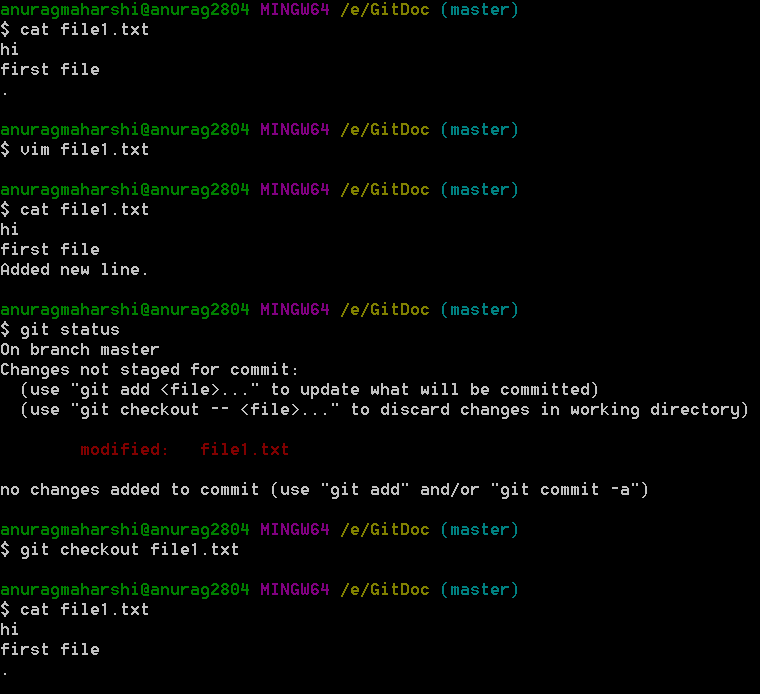 anuragmaharshi@anurag2804 MINGW64 /e/GitDoc (master)
$ cat file1.txt
hi
first file
.
anuragmaharshi@anurag2804 MINGW64 /e/GitDoc (master)
$ vim file1.txt
anuragmaharshi@anurag2804 MINGW64 /e/GitDoc (master)
$ cat file1.txt
hi
first file
Added new line.
anuragmaharshi@anurag2804 MINGW64 /e/GitDoc (master)
$ git status
On branch master
Changes not staged for commit:
  (use "git add <file>..." to update what will be committed)
  (use "git checkout -- <file>..." to discard changes in working directory)
        modified:   file1.txt
no changes added to commit (use "git add" and/or "git commit -a")
anuragmaharshi@anurag2804 MINGW64 /e/GitDoc (master)
$ git checkout file1.txt
anuragmaharshi@anurag2804 MINGW64 /e/GitDoc (master)
$ cat file1.txt
hi
first file
.